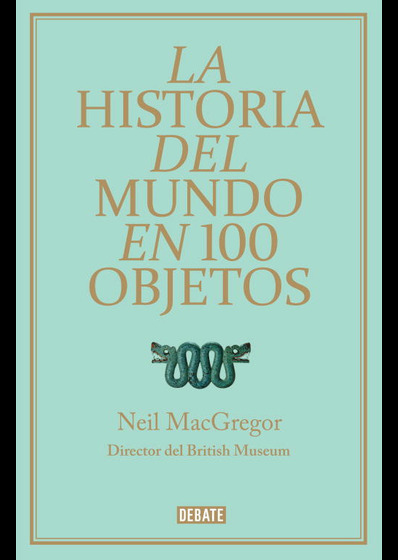 LA
HISTORIA
DEL
MUNDO
EN 100
OBJETOS
Neil MacGregor
Director del British Museum
DEBATE